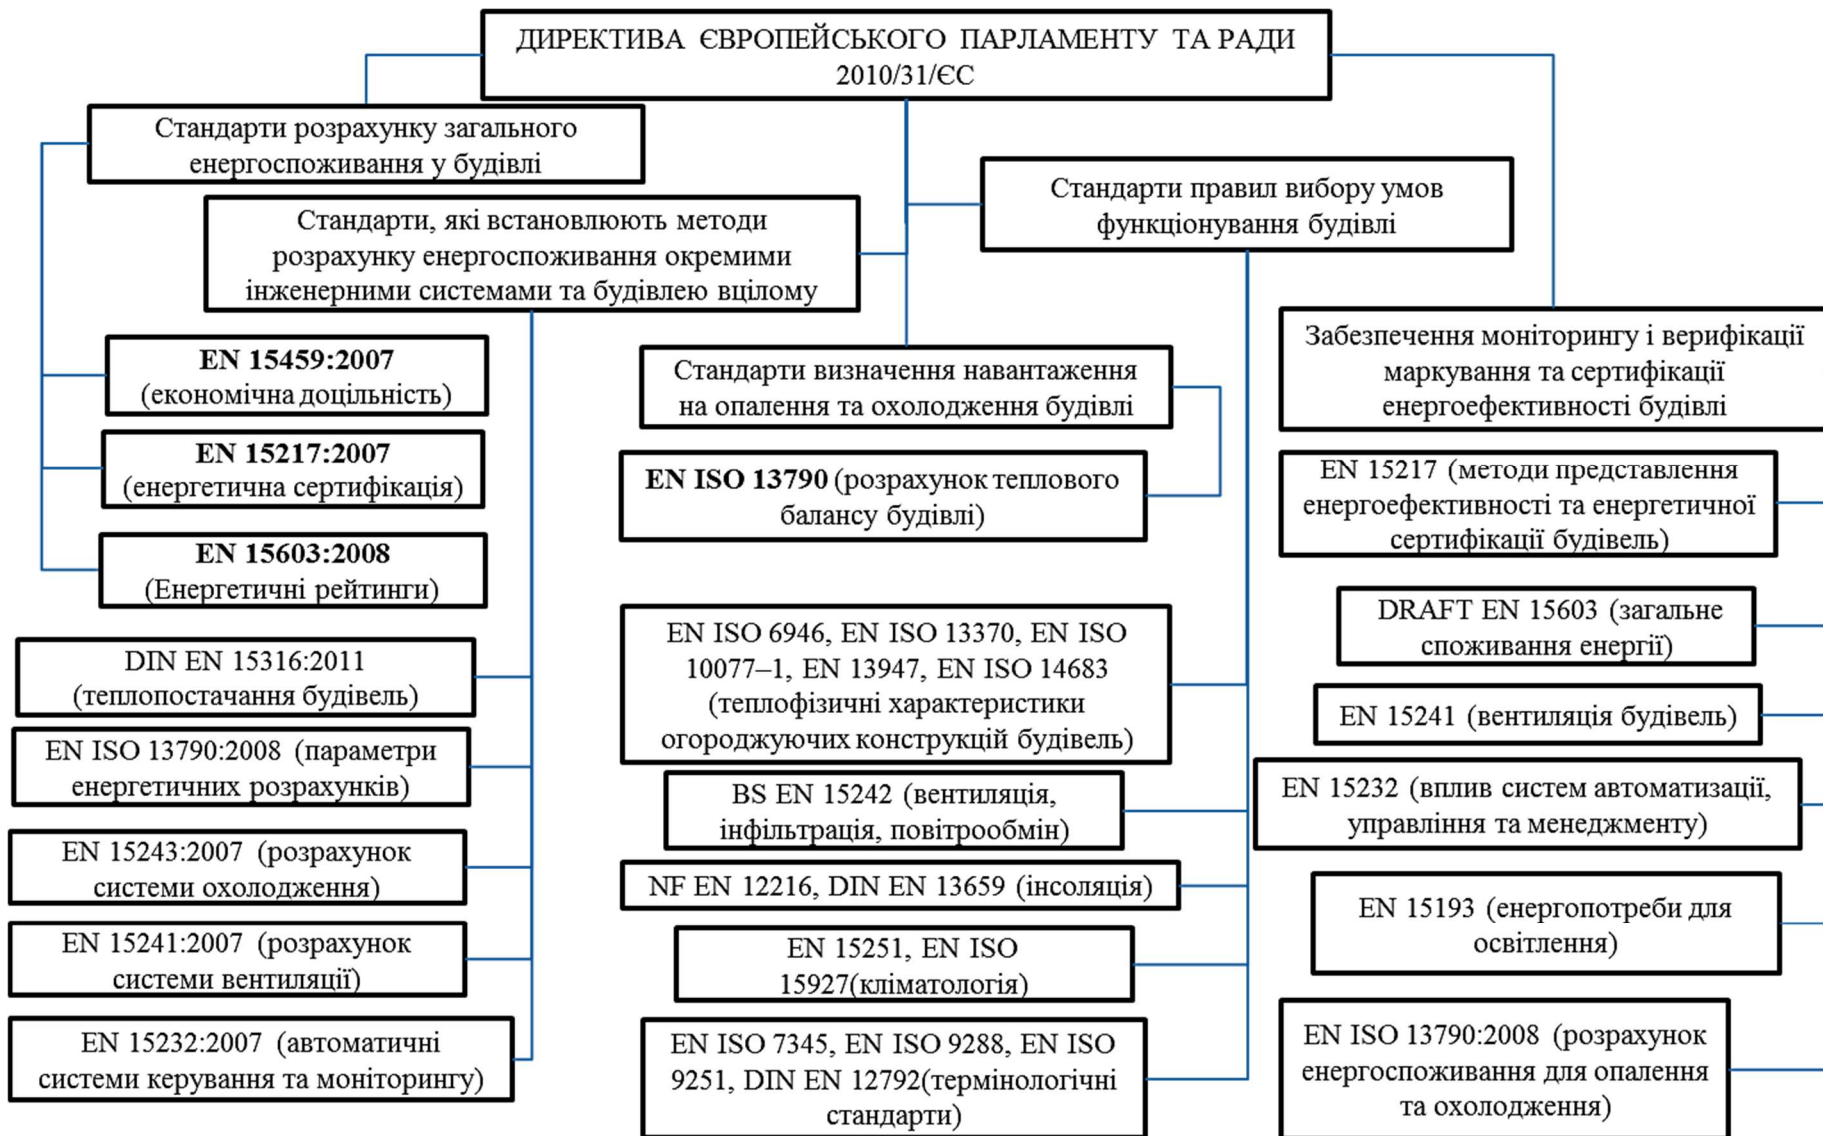 ДИРЕКТИВА ЄВРОПЕЙСЬКОГО ПАРЛАМЕНТУ ТА РАДИ
2010/31/ЄС
Стандарти розрахунку загального
енергоспоживання у будівлі
Стандарти, які встановлюють методи
розрахунку енергоспоживання окремими
інженерними системами та будівлею вцілому
Стандарти правил вибору умов
функціонування будівлі
EN 15459:2007
(економічна доцільність)
EN 15217:2007
(енергетична сертифікація)
EN 15603:2008
(Енергетичні рейтинги)
DIN EN 15316:2011
(теплопостачання будівель)
EN ISO 13790:2008 (параметри
енергетичних розрахунків)
EN 15243:2007 (розрахунок
системи охолодження)
EN 15241:2007 (розрахунок
системи вентиляції)
EN 15232:2007 (автоматичні
системи керування та моніторингу)
Стандарти визначення навантаження
на опалення та охолодження будівлі
EN ISO 13790 (розрахунок теплового
балансу будівлі)
EN ISO 6946, EN ISO 13370, EN ISO
10077–1, EN 13947, EN ISO 14683
(теплофізичні характеристики
огороджуючих конструкцій будівель)
BS EN 15242 (вентиляція,
інфільтрація, повітрообмін)
NF EN 12216, DIN EN 13659 (інсоляція)
EN 15251, EN ISO
15927(кліматологія)
EN ISO 7345, EN ISO 9288, EN ISO
9251, DIN EN 12792(термінологічні
стандарти)
Забезпечення моніторингу і верифікації
маркування та сертифікації
енергоефективності будівлі
EN 15217 (методи представлення
енергоефективності та енергетичної
сертифікації будівель)
DRAFT EN 15603 (загальне
споживання енергії)
EN 15241 (вентиляція будівель)
EN 15232 (вплив систем автоматизації,
управління та менеджменту)
EN 15193 (енергопотреби для
освітлення)
EN ISO 13790:2008 (розрахунок
енергоспоживання для опалення
та охолодження)